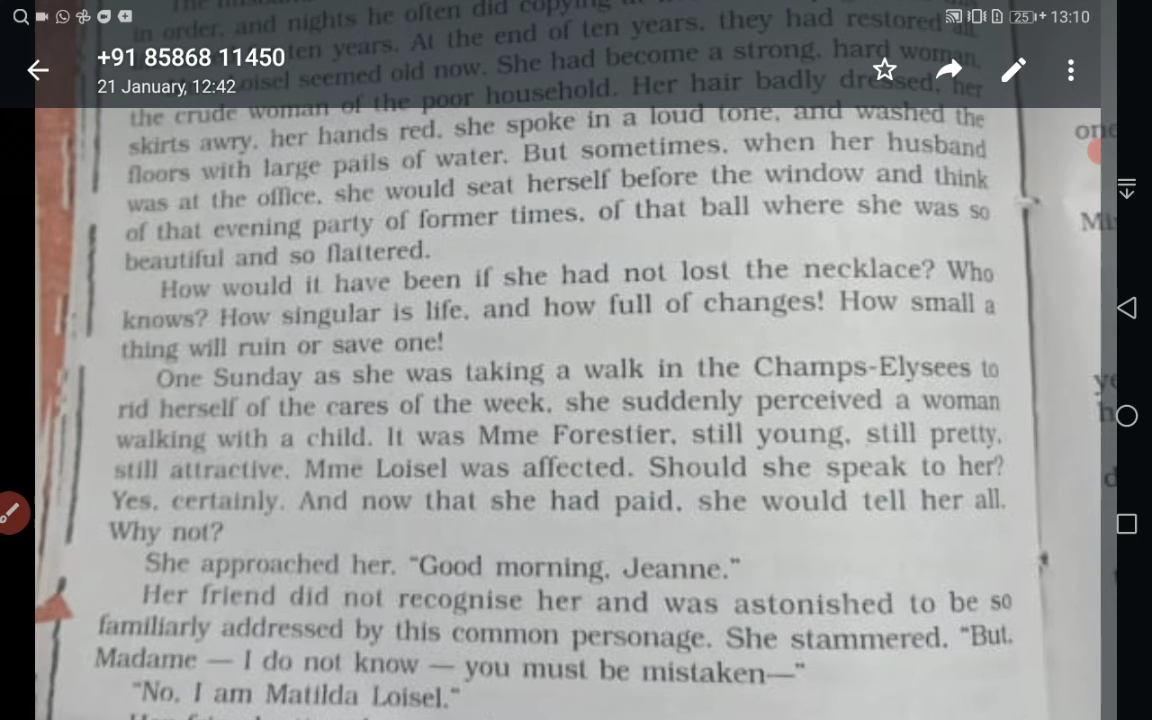 13:10
25
+91 85868 11450
21 January, 12:42
in order, and nights he often did copying
ten years. At the end of ten years, they had restored all,
Loisel seemed old now. She had become a strong, hard woman,
the crude woman of the poor household. Her hair badly dressed, her
skirts awry, her hands red, she spoke in a loud tone, and washed the
floors with large pails of water. But sometimes, when her husband
was at the office, she would seat herself before the window and think
of that evening party of former times, of that ball where she was so
beautiful and so flattered.
How would it have been if she had not lost the necklace? Who
knows? How singular is life, and how full of changes! How small a
thing will ruin or save one!
One Sunday as she was taking a walk in the Champs-Elysees to
rid herself of the cares of the week, she suddenly perceived a woman
walking with a child. It was Mme Forestier, still young, still pretty,
still attractive. Mme Loisel was affected. Should she speak to her?
Yes, certainly. And now that she had paid, she would tell her all.
Why not?
She approached her. "Good morning, Jeanne."
Her friend did not recognise her and was astonished to be so
familiarly addressed by this common personage. She stammered, "But,
Madame — I do not know — you must be mistaken—"
"No, I am Matilda Loisel."